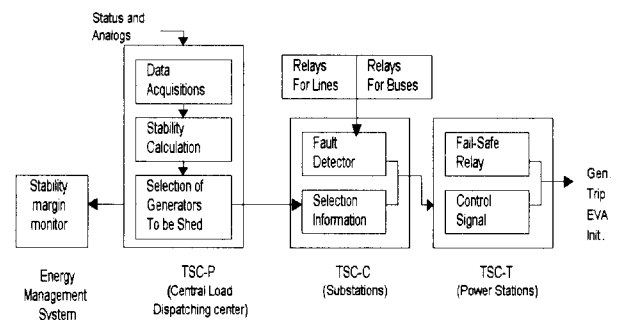 Status and
Analogs
Data
Acquisitions
Stability
Calculation
Selection of
Generators
To be Shed
Stability
margin
monitor
Relays
For Lines
Relays
For Buses
Fault
Detector
Selection
Information
Fail-Safe
Relay
Control
Signal
Gen.
Trip
EVA
Init.
Energy
Management
System
TSC-P
(Central Load
Dispatching center)
TSC-C
(Substations)
TSC-T
(Power Stations)